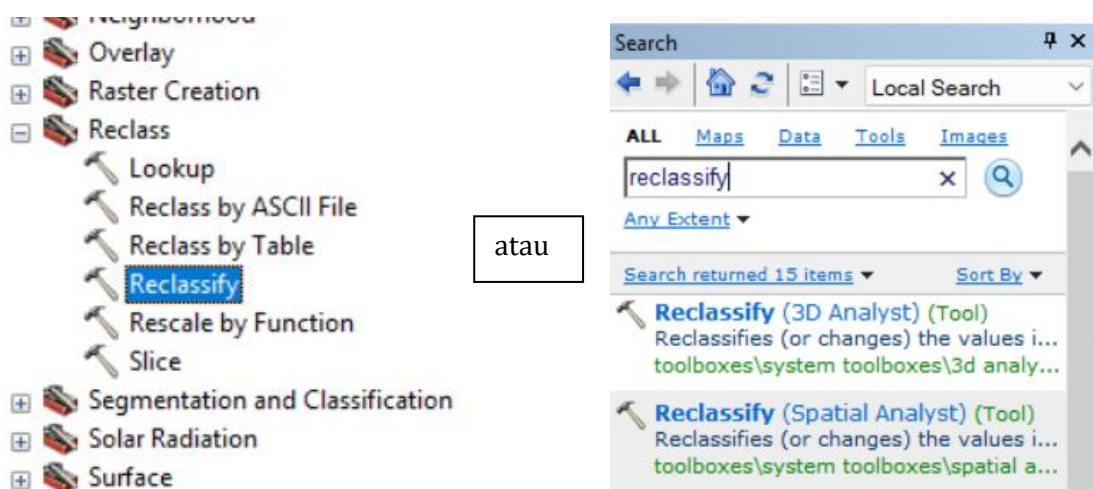 Neighborhood
Overlay
Raster Creation
Reclass
Lookup
Reclass by ASCII File
Reclass by Table
Reclassify
Rescale by Function
Slice
Segmentation and Classification
Solar Radiation
Surface
atau
Search
Local Search
ALL Maps Data Tools Images
reclassify
Any Extent
Search returned 15 items Sort By
Reclassify (3D Analyst) (Tool)
Reclassifies (or changes) the values i...
toolboxes\system toolboxes\3d analy...
Reclassify (Spatial Analyst) (Tool)
Reclassifies (or changes) the values i...
toolboxes\system toolboxes\spatial a...